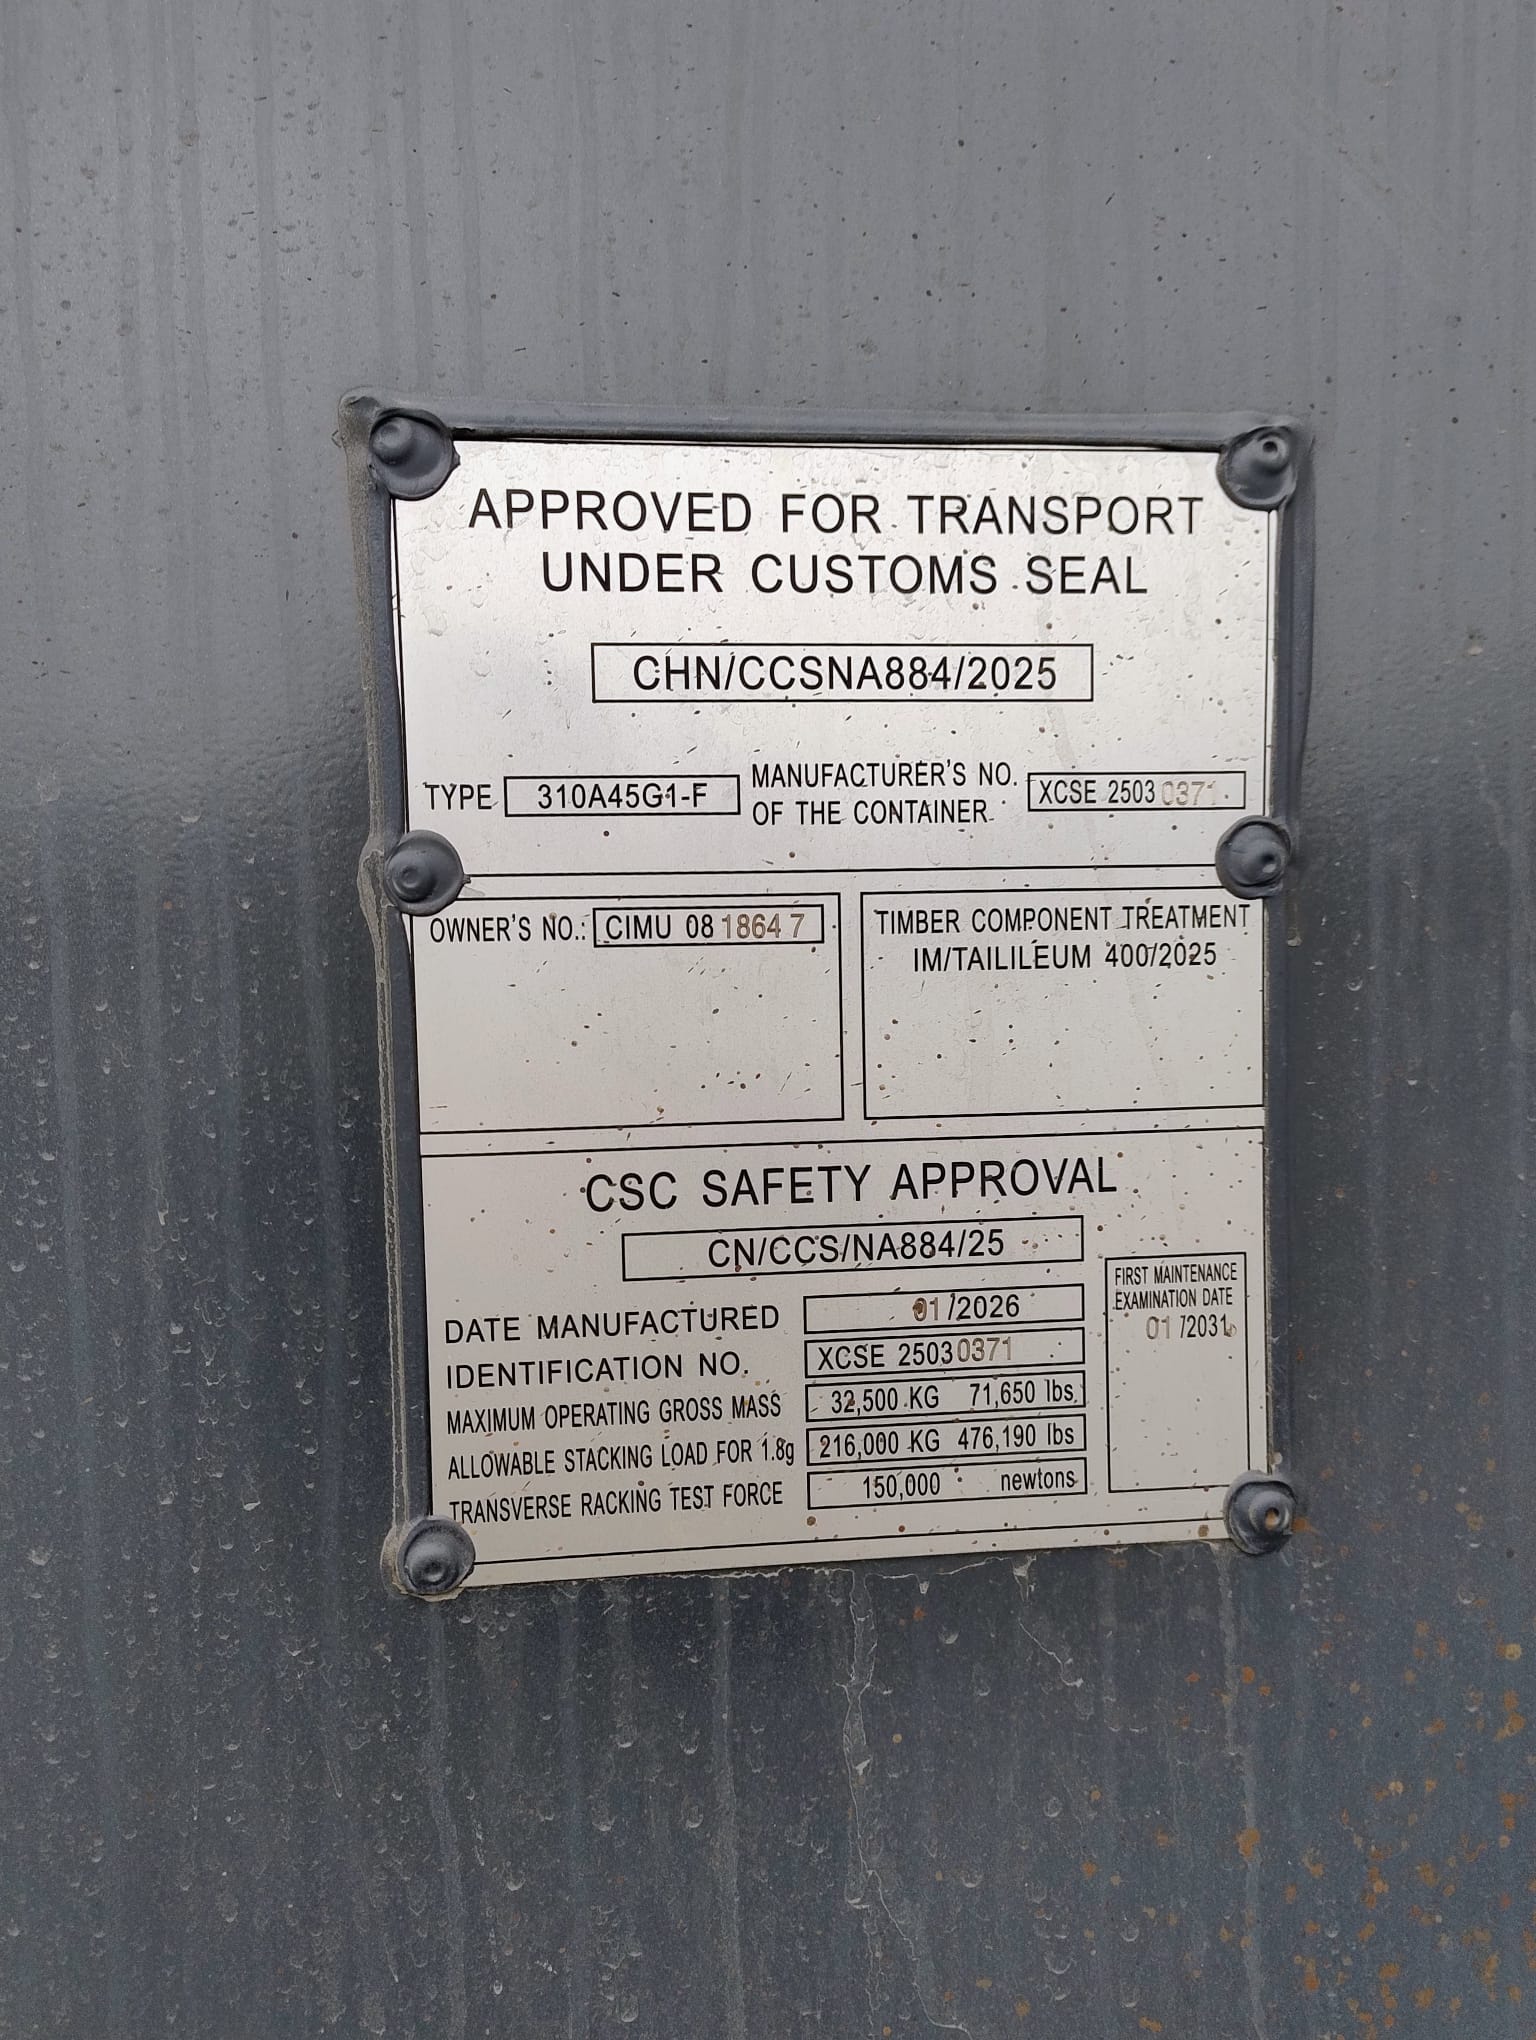 APPROVED FOR TRANSPORT
UNDER CUSTOMS SEAL
CHN/CCSNA884/2025
TYPE 310A45G1-F MANUFACTURER'S NO. OF THE CONTAINER XCSE 25030371
OWNER'S NO.: CIMU 081864 7
TIMBER COMPONENT TREATMENT
IM/TAILILEUM 400/2025
CSC SAFETY APPROVAL
CN/CCS/NA884/25
DATE MANUFACTURED 01/2026
IDENTIFICATION NO. XCSE 25030371
MAXIMUM OPERATING GROSS MASS 32,500 KG 71,650 lbs
ALLOWABLE STACKING LOAD FOR 1.8g 216,000 KG 476,190 lbs
TRANSVERSE RACKING TEST FORCE 150,000 newtons
FIRST MAINTENANCE
EXAMINATION DATE
01/2031